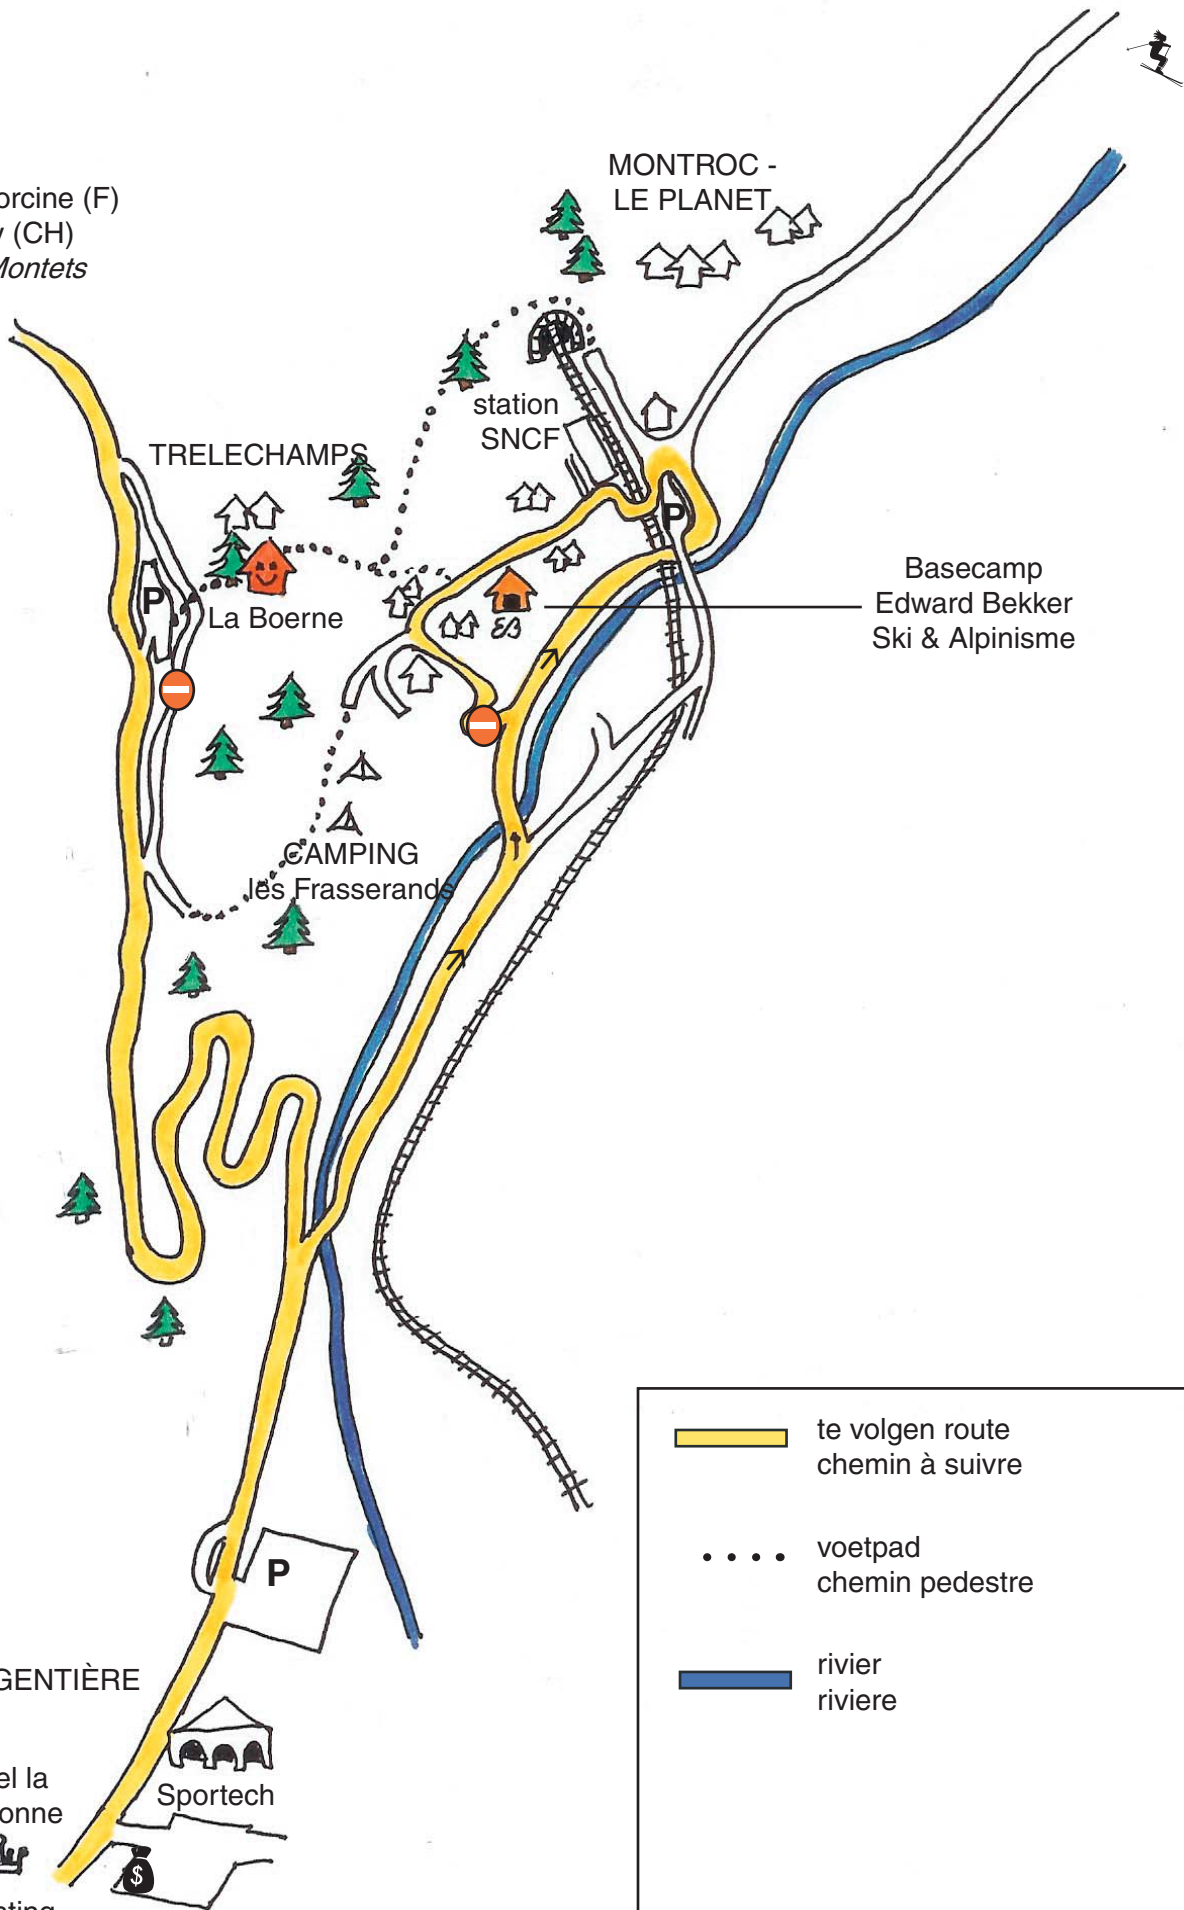 MONTROC -
LE PLANET
(F)
(CH)
Montets
station
SNCF
TRELECHAMPS
P
P
La Boerne
EB
Basecamp
Edward Bekker
Ski & Alpinisme
CAMPING
les Frasserands
te volgen route
chemin à suivre
voetpad
chemin pedestre
rivier
riviere
P
GENTIÈRE
el la
onne
Sportech
$